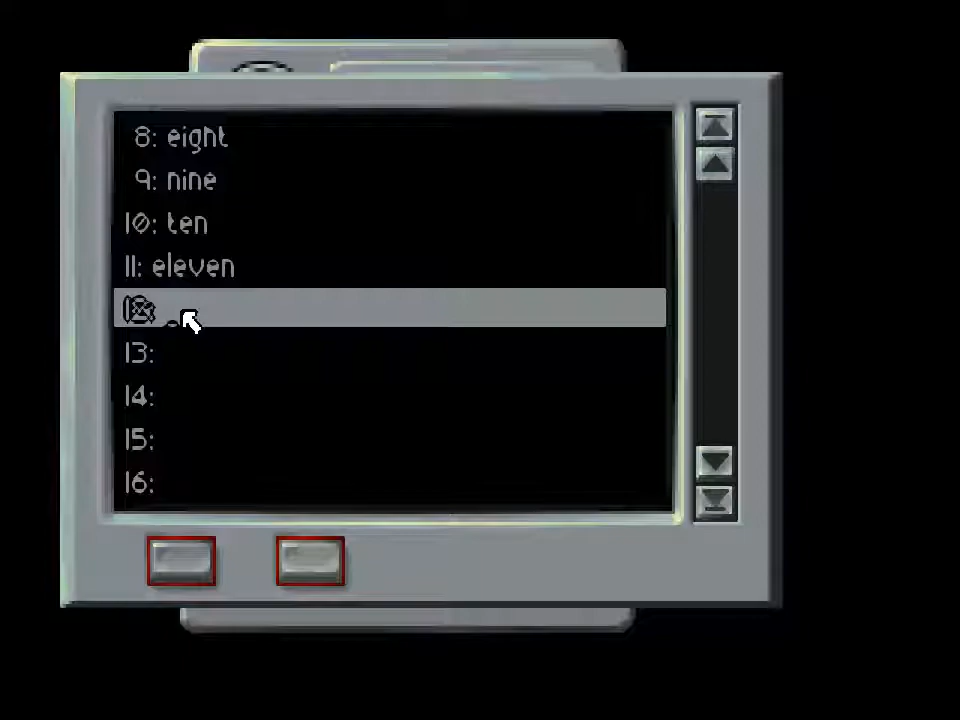 8: eight
9: nine
10: ten
11: eleven
13:
14:
15:
16: